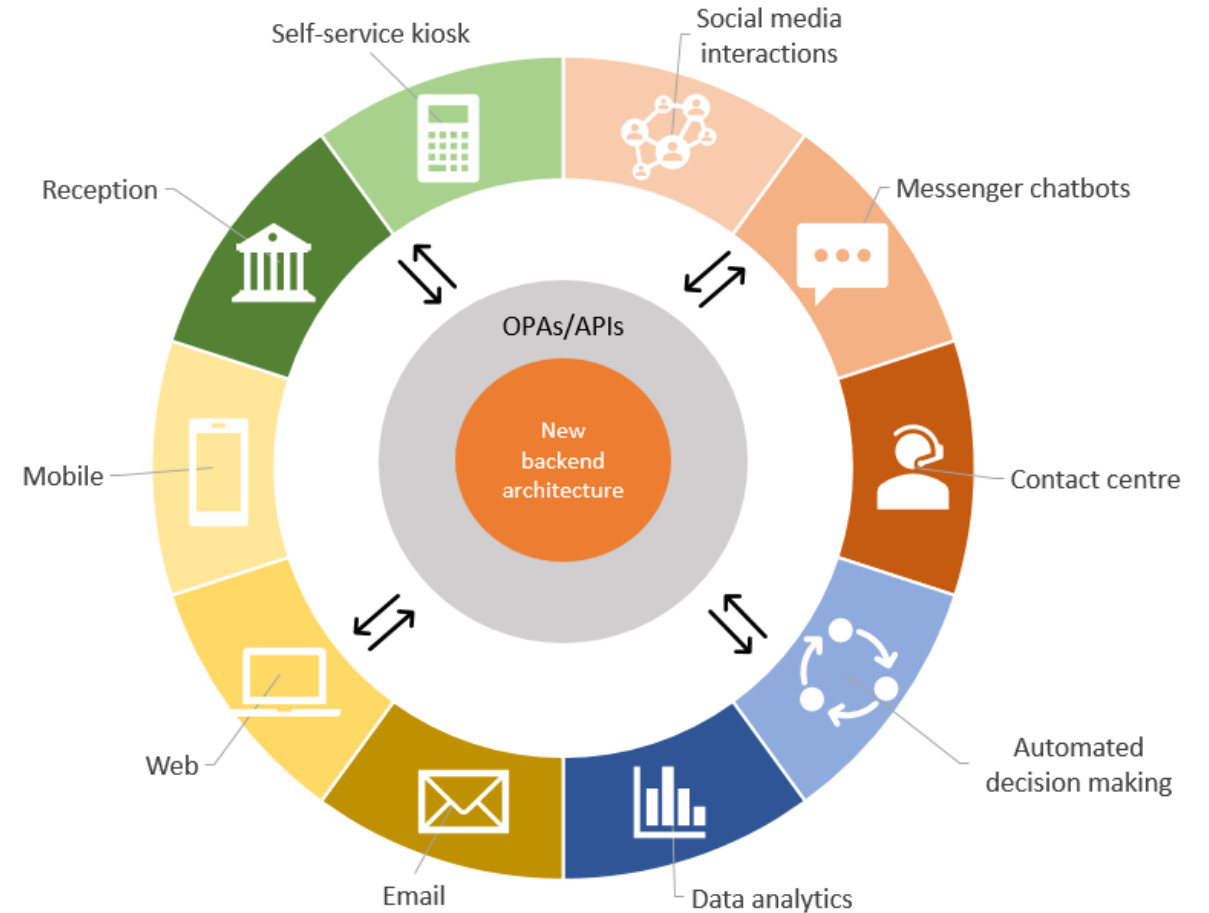 Self-service kiosk
Social media
interactions
Reception
Messenger chatbots
OPAs/APIs
New
backend
architecture
Mobile
Contact centre
Web
Automated
decision making
Email
Data analytics